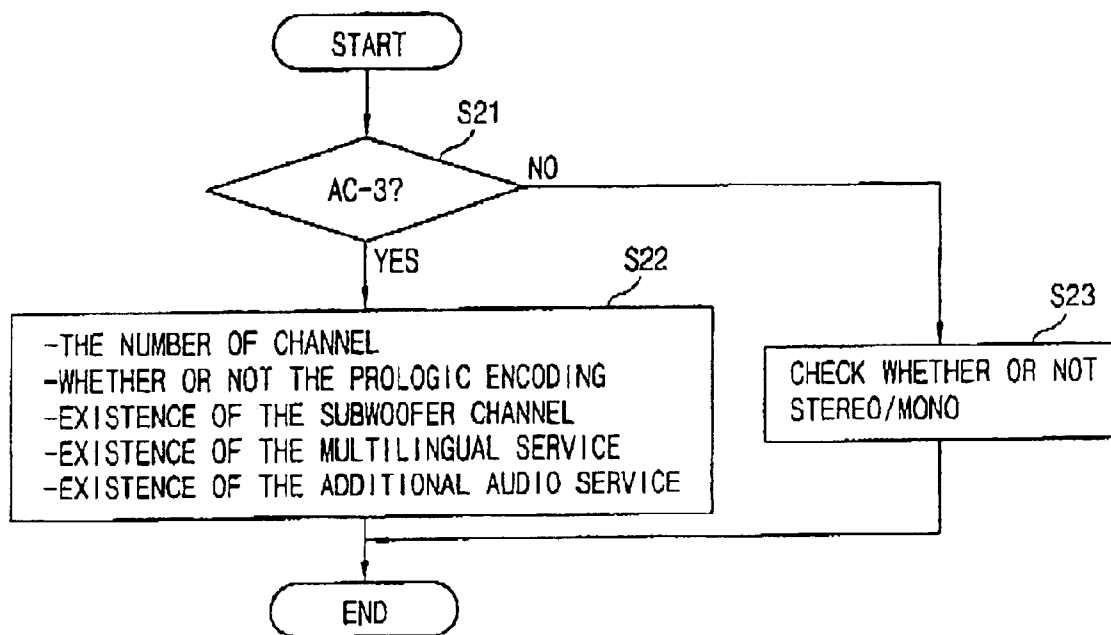 START
S21
AC-3?
NO
YES
S22
-THE NUMBER OF CHANNEL
-WHETHER OR NOT THE PROLOGIC ENCODING
-EXISTENCE OF THE SUBWOOFER CHANNEL
-EXISTENCE OF THE MULTILINGUAL SERVICE
-EXISTENCE OF THE ADDITIONAL AUDIO SERVICE
S23
CHECK WHETHER OR NOT
STEREO/MONO
END